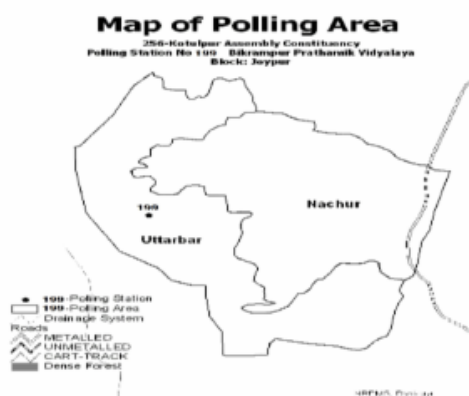 Map of Polling Area
256-Kotulpur Assembly Constituency
Polling Station No 199 Bikrampur Prathamik Vidyalaya
Block: Joypur
199
Nachur
Uttarbar
199-Polling Station
199-Polling Area
Drainage System
Roads
METALLED
UNMETALLED
CART-TRACK
Dense Forest